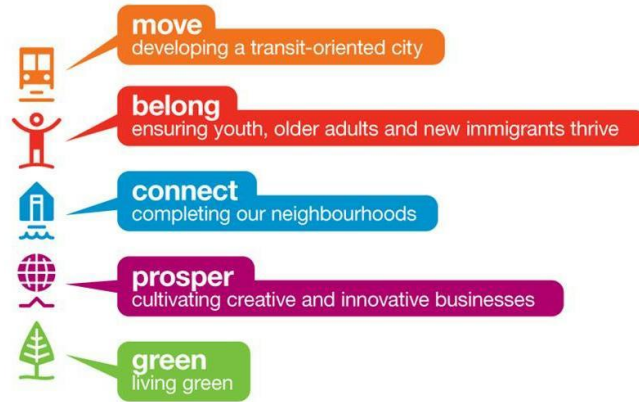 move
developing a transit-oriented city
belong
ensuring youth, older adults and new immigrants thrive
connect
completing our neighbourhoods
prosper
cultivating creative and innovative businesses
green
living green